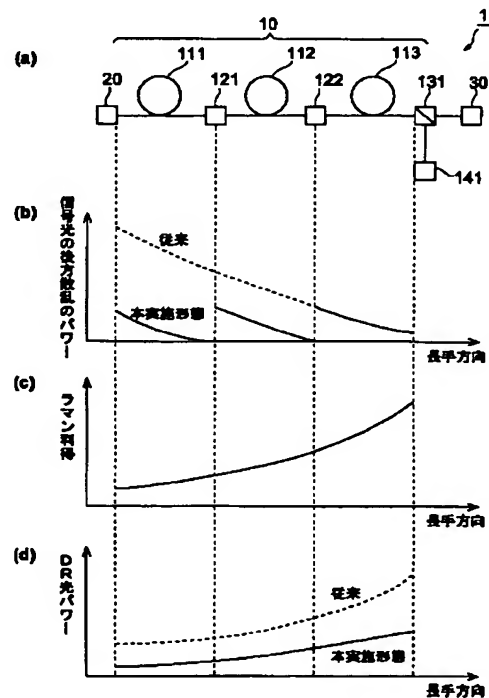 1
10
(a)
111
112
113
20
121
122
131
30
141
(b)
信号光の後方散乱のパワー
従来
本実施形態
長手方向
(c)
ラマン利得
長手方向
(d)
DR光パワー
従来
本実施形態
長手方向